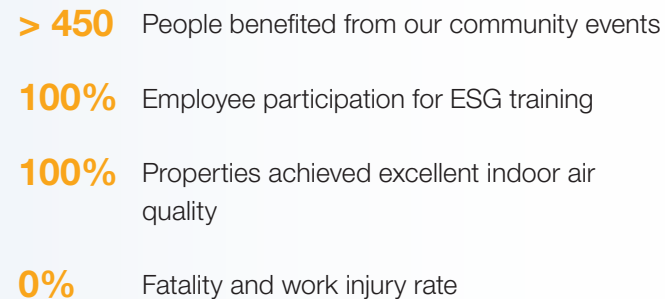 > 450 People benefited from our community events
100% Employee participation for ESG training
100% Properties achieved excellent indoor air
quality
0% Fatality and work injury rate